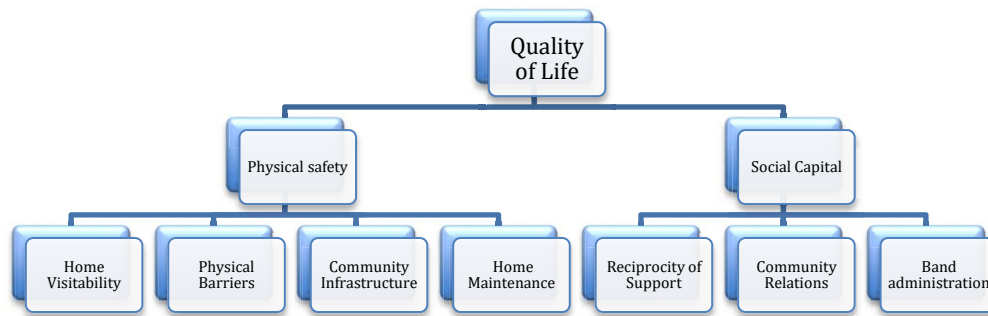 Quality
of Life
Physical safety
Social Capital
Home
Visitability
Physical
Barriers
Community
Infrastructure
Home
Maintenance
Reciprocity of
Support
Community
Relations
Band
administration